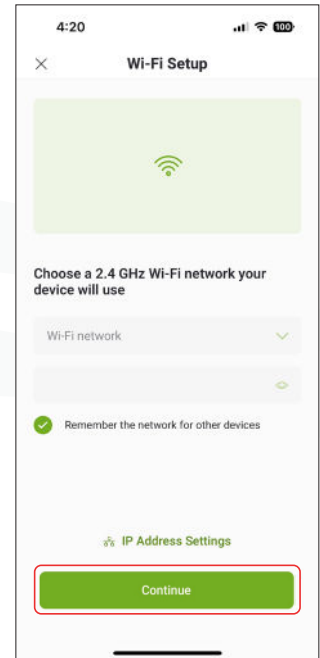 4:20
100
Wi-Fi Setup
Choose a 2.4 GHz Wi-Fi network your
device will use
Wi-Fi network
Remember the network for other devices
IP Address Settings
Continue